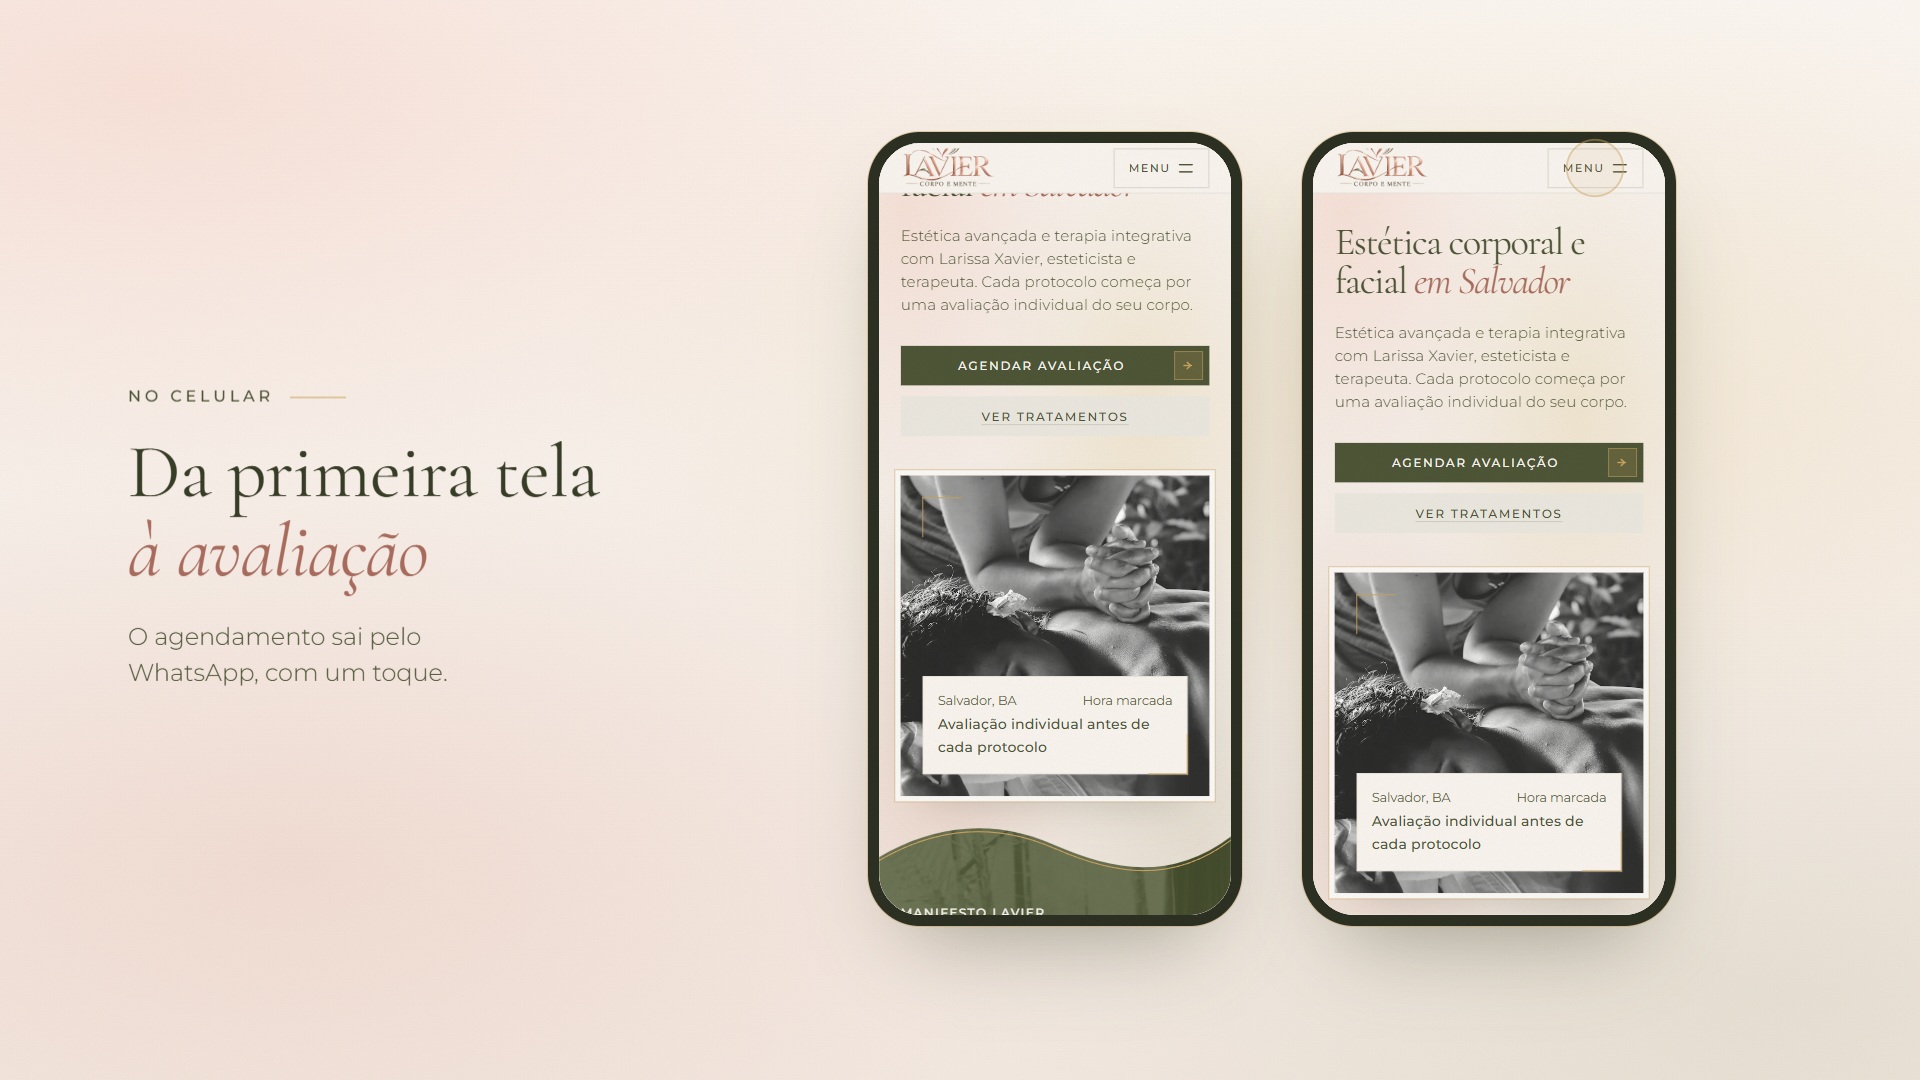 NO CELULAR
Da primeira tela
à avaliação
O agendamento sai pelo
WhatsApp, com um toque.
LAVIER
CORPO E MENTE
MENU
facial em Salvador
Estética avançada e terapia integrativa
com Larissa Xavier, esteticista e
terapeuta. Cada protocolo começa por
uma avaliação individual do seu corpo.
AGENDAR AVALIAÇÃO
VER TRATAMENTOS
Salvador, BA Hora marcada
Avaliação individual antes de
cada protocolo
MANIFESTO LAVIER
LAVIER
CORPO E MENTE
MENU
Estética corporal e
facial em Salvador
Estética avançada e terapia integrativa
com Larissa Xavier, esteticista e
terapeuta. Cada protocolo começa por
uma avaliação individual do seu corpo.
AGENDAR AVALIAÇÃO
VER TRATAMENTOS
Salvador, BA Hora marcada
Avaliação individual antes de
cada protocolo